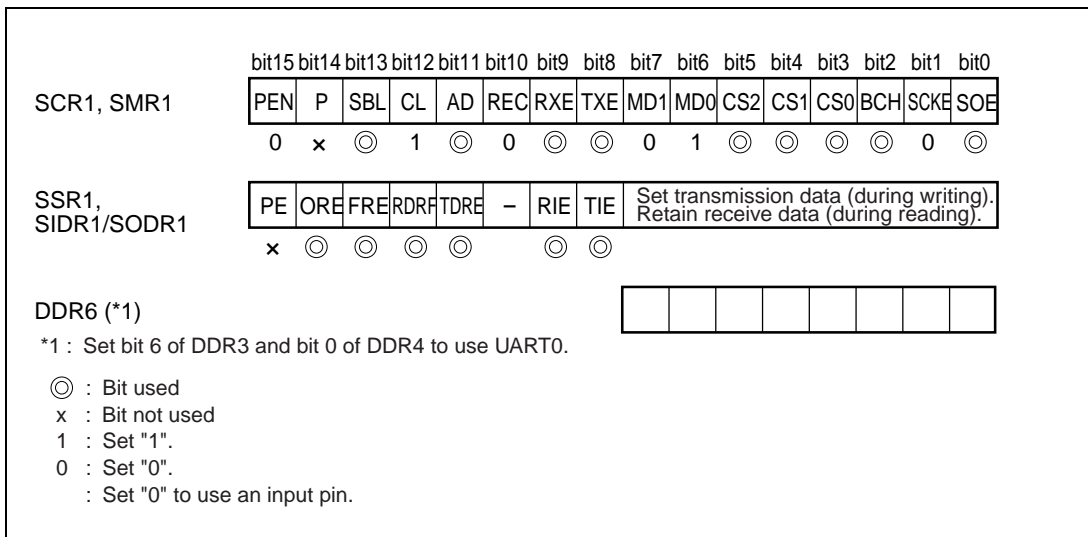 bit15 bit14 bit13 bit12 bit11 bit10 bit9 bit8 bit7 bit6 bit5 bit4 bit3 bit2 bit1 bit0
SCR1, SMR1 PEN P SBL CL AD REC RXE TXE MD1 MD0 CS2 CS1 CS0 BCH SCKE SOE
0 × ◎ 1 ◎ 0 ◎ ◎ 0 1 ◎ ◎ ◎ ◎ 0 ◎
SSR1,
SIDR1/SODR1
PE ORE FRE RDRF TDRE – RIE TIE
Set transmission data (during writing).
Retain receive data (during reading).
× ◎ ◎ ◎ ◎ ◎ ◎
DDR6 (*1)
*1 : Set bit 6 of DDR3 and bit 0 of DDR4 to use UART0.
◎ : Bit used
x : Bit not used
1 : Set "1".
0 : Set "0".
: Set "0" to use an input pin.